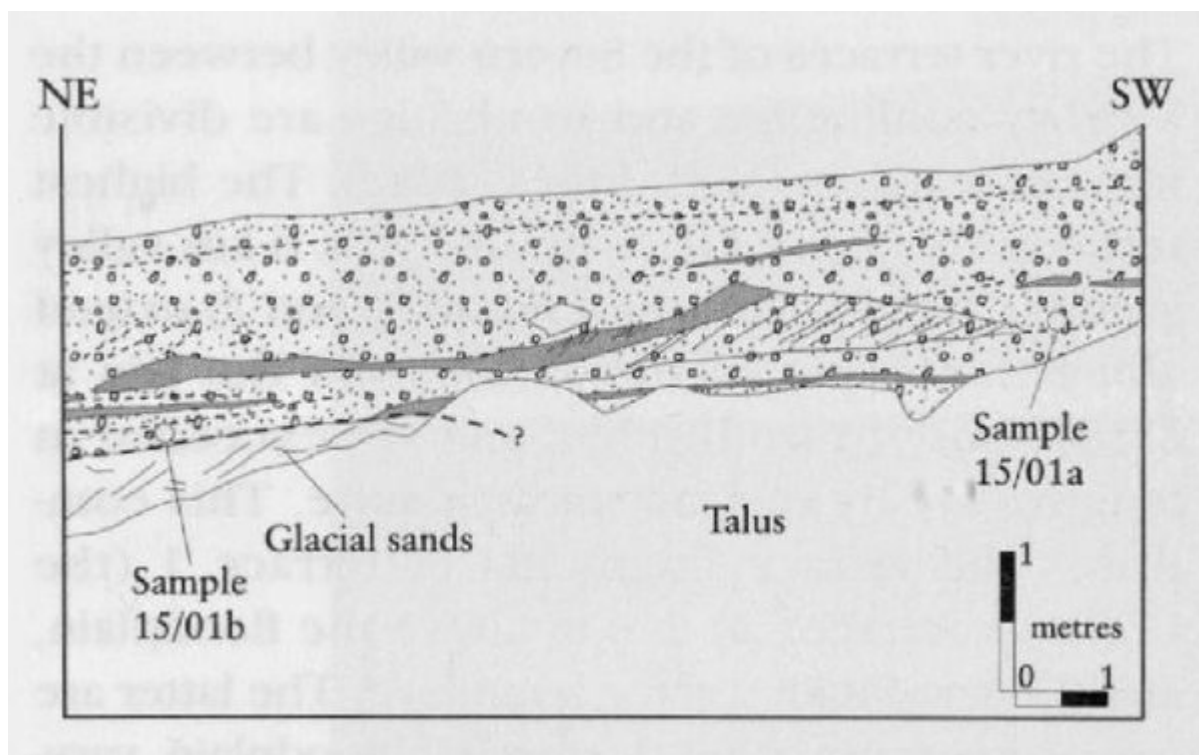 NE
SW
?
Sample
15/01a
Glacial sands
Talus
Sample
15/01b
1
metres
0 1